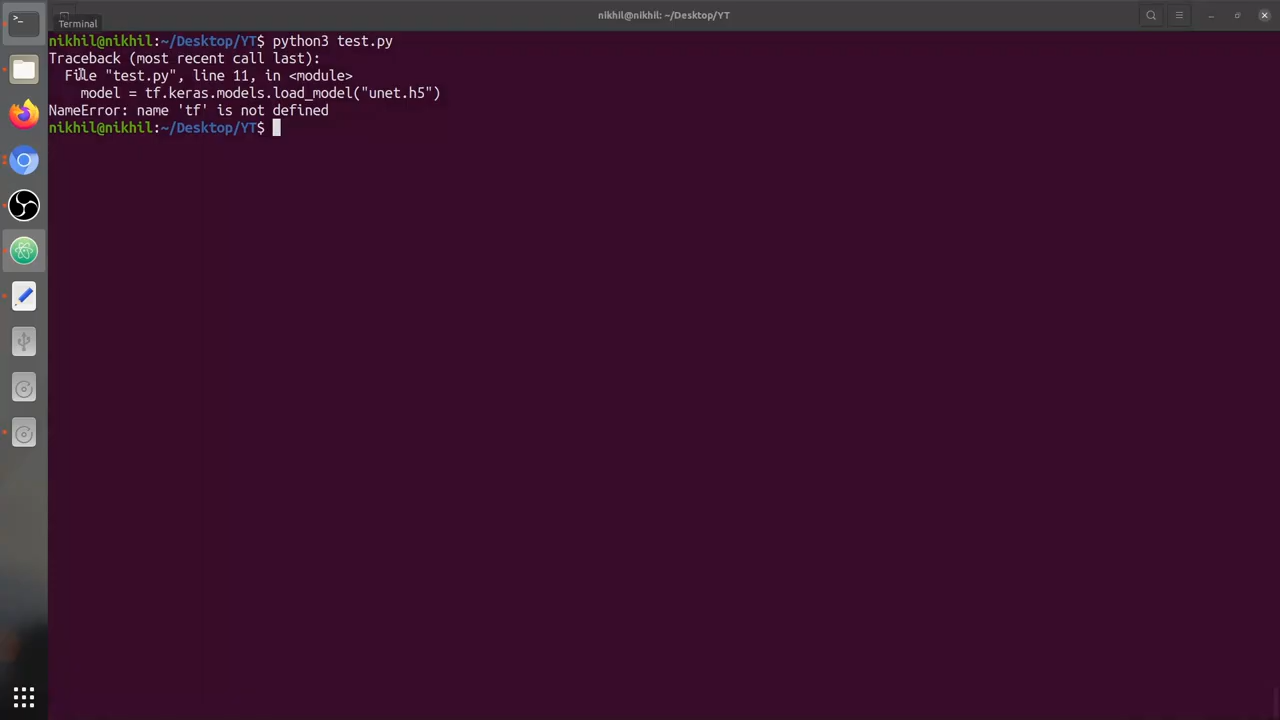 nikhil@nikhil: ~/Desktop/YT
Terminal
nikhil@nikhil:~/Desktop/YT$ python3 test.py
Traceback (most recent call last):
  File "test.py", line 11, in <module>
    model = tf.keras.models.load_model("unet.h5")
NameError: name 'tf' is not defined
nikhil@nikhil:~/Desktop/YT$